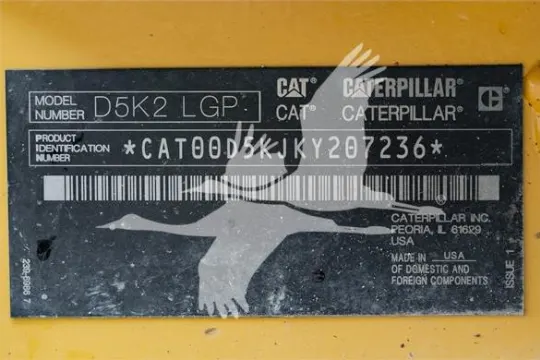 MODEL NUMBER D5K2 LGP
CAT® CATERPILLAR®
CAT® CATERPILLAR®
PRODUCT IDENTIFICATION NUMBER *CAT00D5KJKY207236*
CATERPILLAR INC.
PEORIA, IL 61629
USA
MADE IN USA
OF DOMESTIC AND
FOREIGN COMPONENTS
ISSUE 1